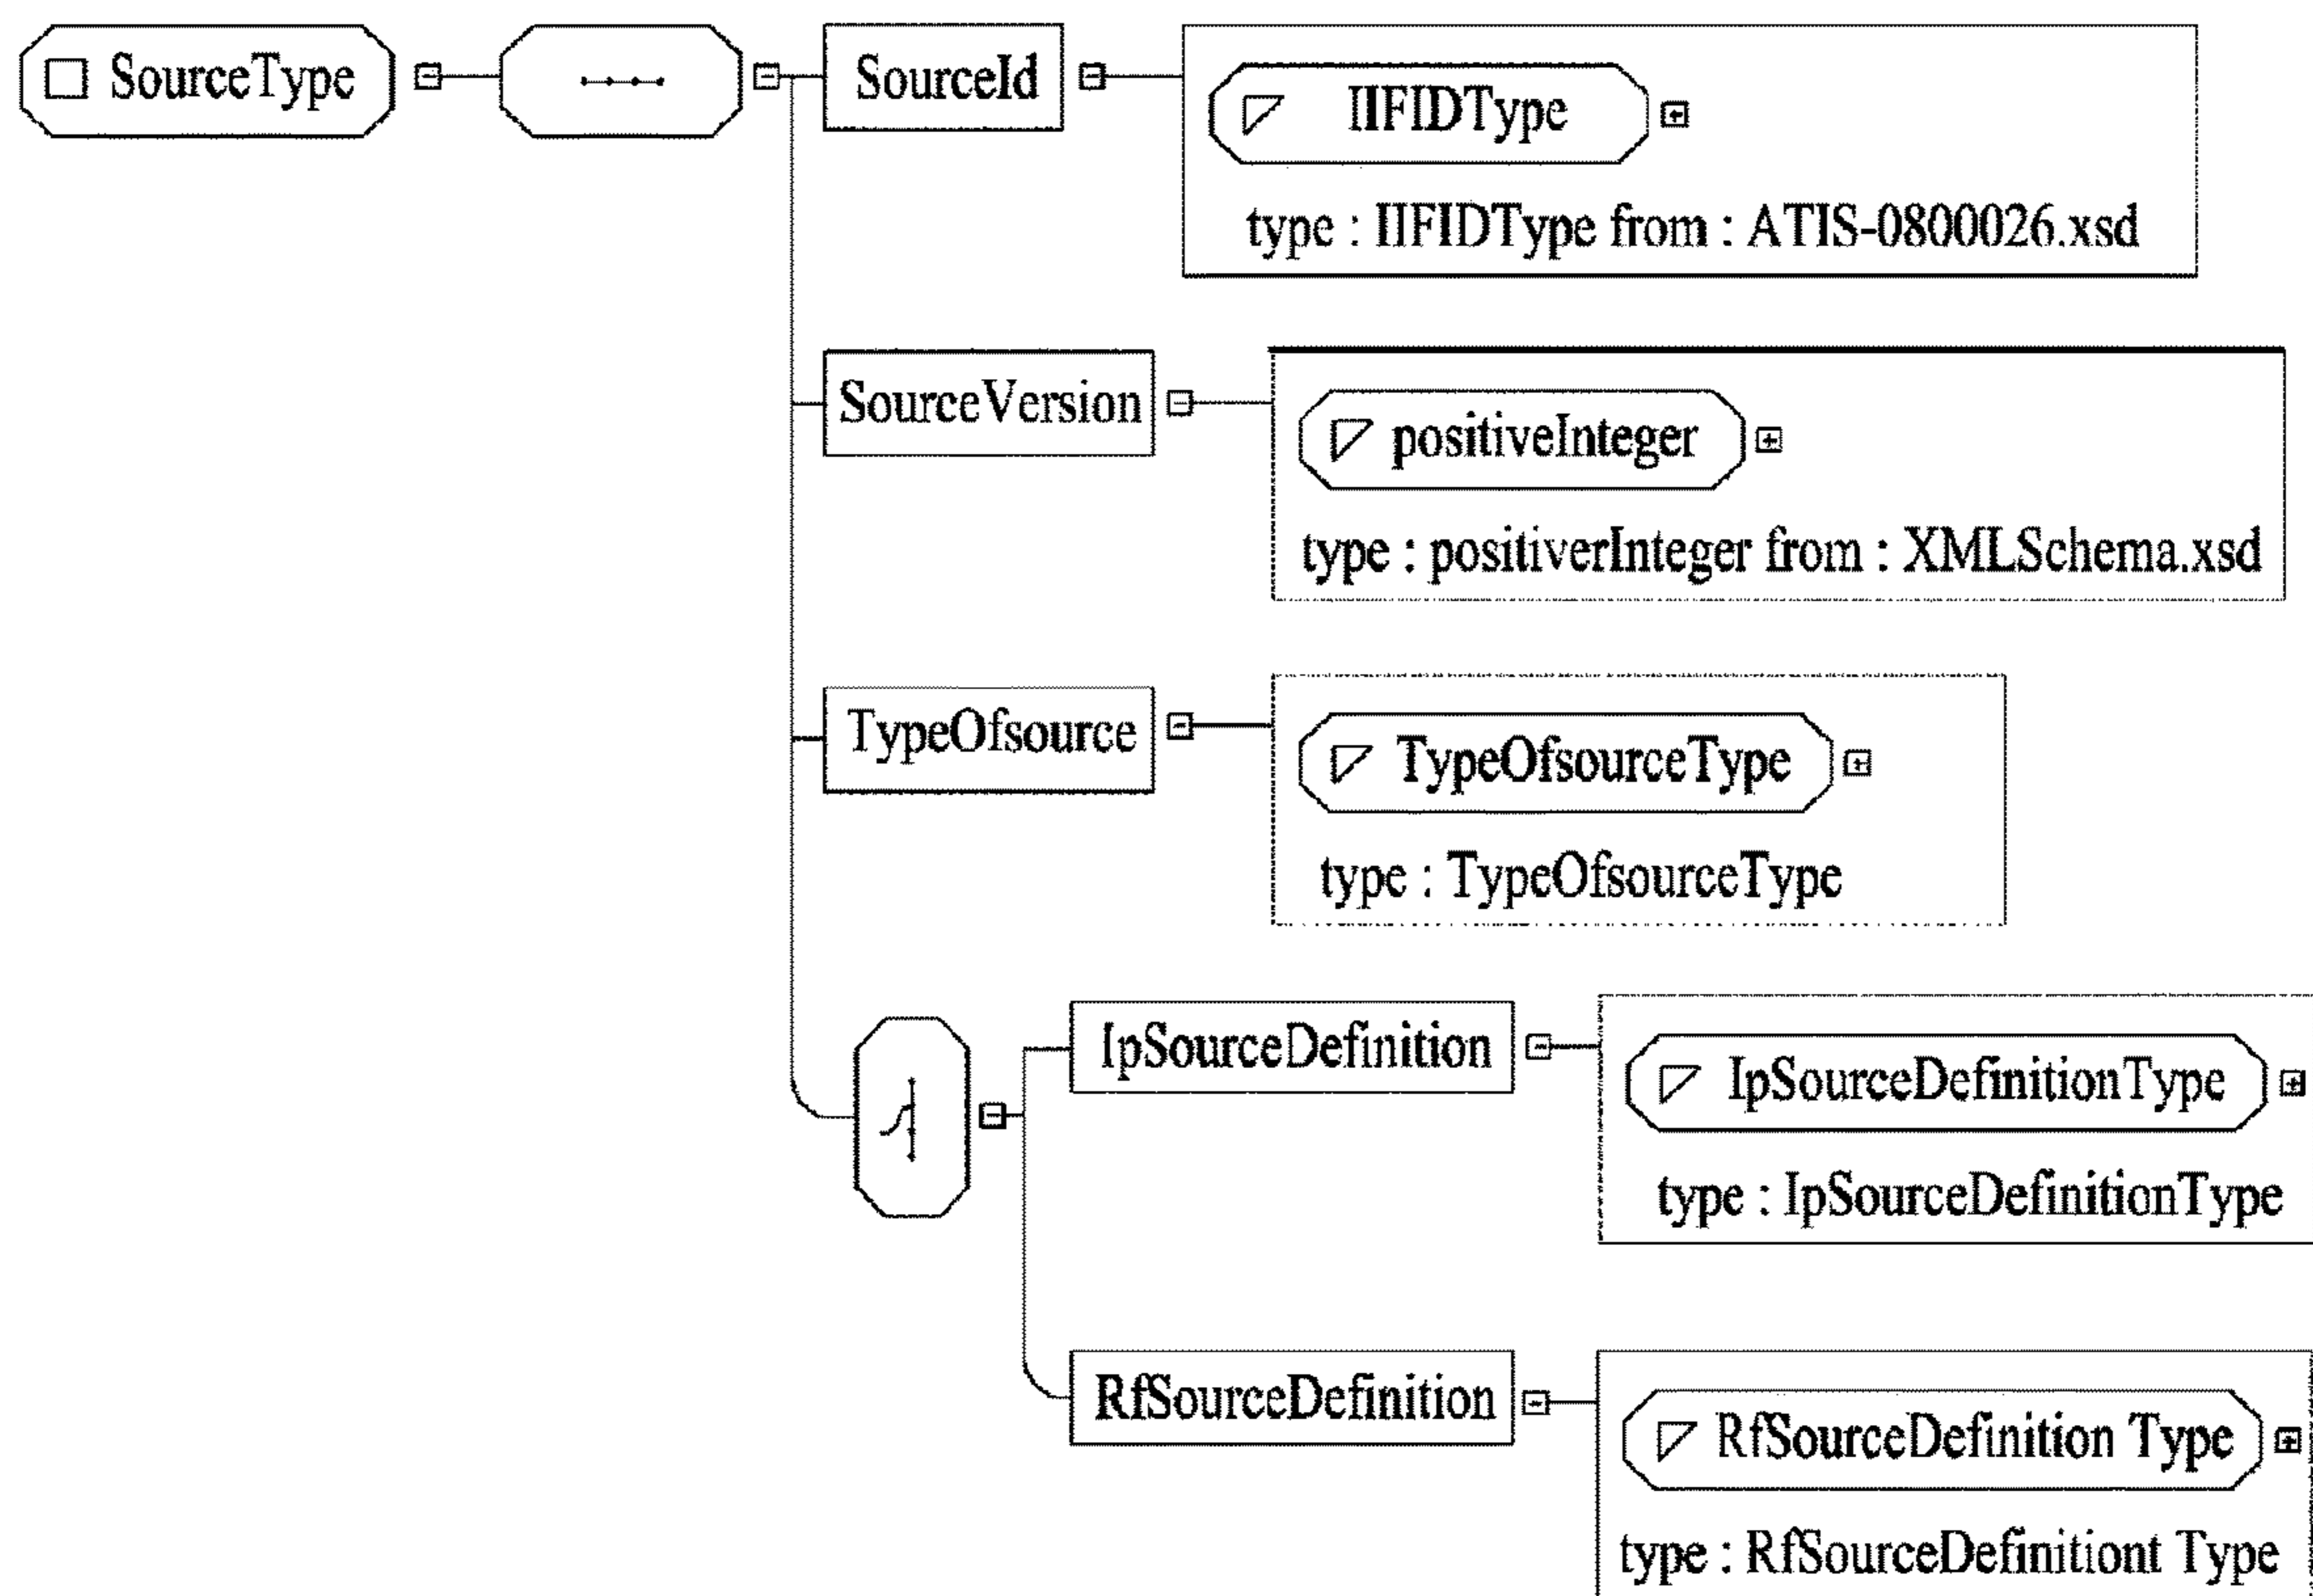 SourceType
SourceId
IIFIDType
type : IIFIDType from : ATIS-0800026.xsd
SourceVersion
positiveInteger
type : positiverInteger from : XMLSchema.xsd
TypeOfsource
TypeOfsourceType
type : TypeOfsourceType
IpSourceDefinition
IpSourceDefinitionType
type : IpSourceDefinitionType
RfSourceDefinition
RfSourceDefinition Type
type : RfSourceDefinitiont Type